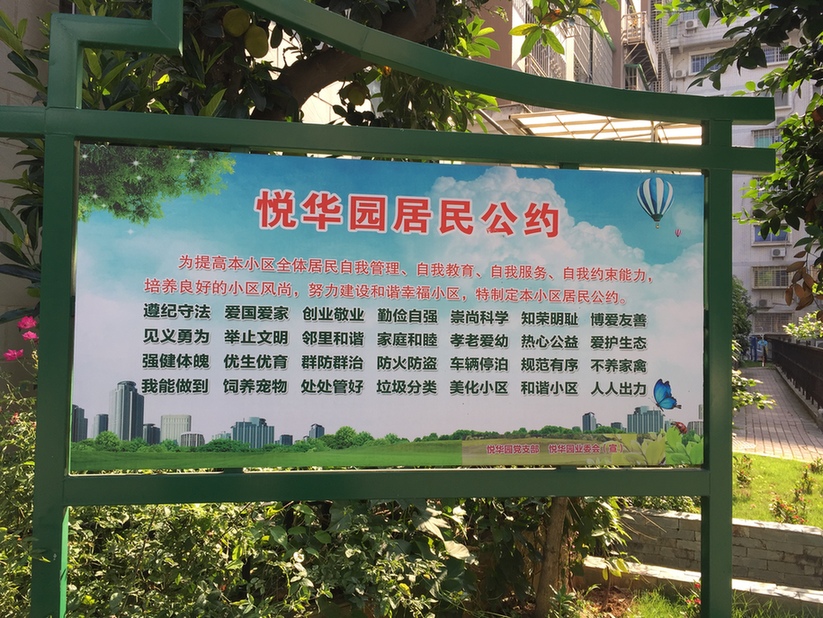 悦华园居民公约
为提高本小区全体居民自我管理、自我教育、自我服务、自我约束能力，
培养良好的小区风尚，努力建设和谐幸福小区，特制定本小区居民公约。
遵纪守法 爱国爱家 创业敬业 勤俭自强 崇尚科学 知荣明耻 博爱友善
见义勇为 举止文明 邻里和谐 家庭和睦 孝老爱幼 热心公益 爱护生态
强健体魄 优生优育 群防群治 防火防盗 车辆停泊 规范有序 不养家禽
我能做到 饲养宠物 处处管好 垃圾分类 美化小区 和谐小区 人人出力
悦华园党支部 悦华园业委会（宣）